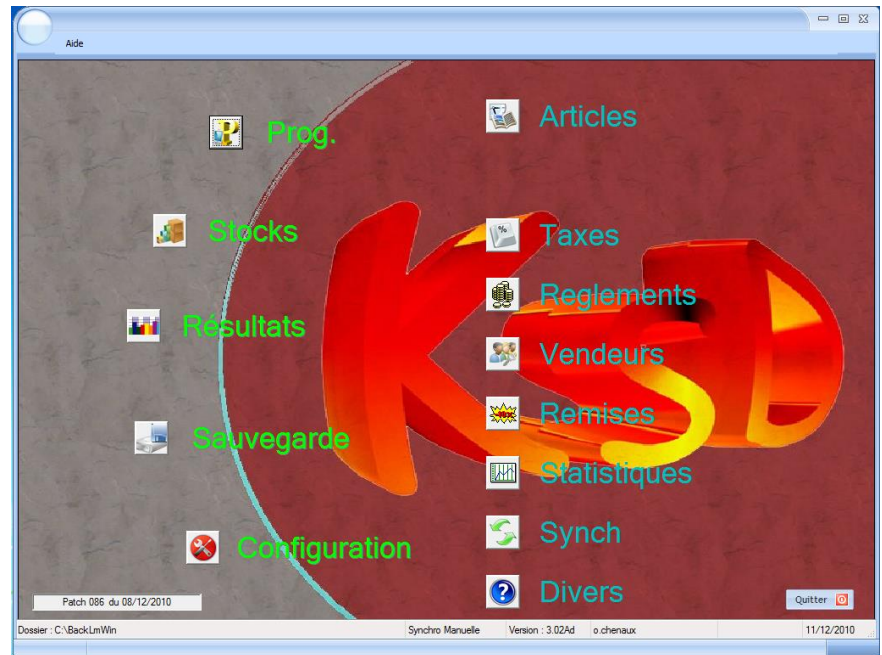 Aide
Prog.
Stocks
Résultats
Sauvegarde
Configuration
Articles
Taxes
Reglements
Vendeurs
Remises
Statistiques
Synch
Divers
KSD
Patch 086 du 08/12/2010
Quitter
Dossier : C:\BackLmWin
Synchro Manuelle
Version : 3.02Ad
o.chenaux
11/12/2010